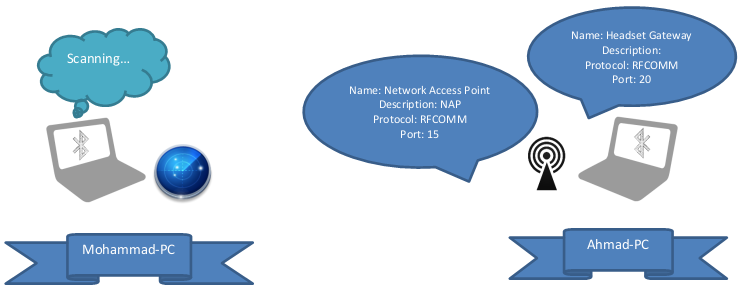 Scanning...
Name: Network Access Point
Description: NAP
Protocol: RFCOMM
Port: 15
Name: Headset Gateway
Description:
Protocol: RFCOMM
Port: 20
Mohammad-PC
Ahmad-PC